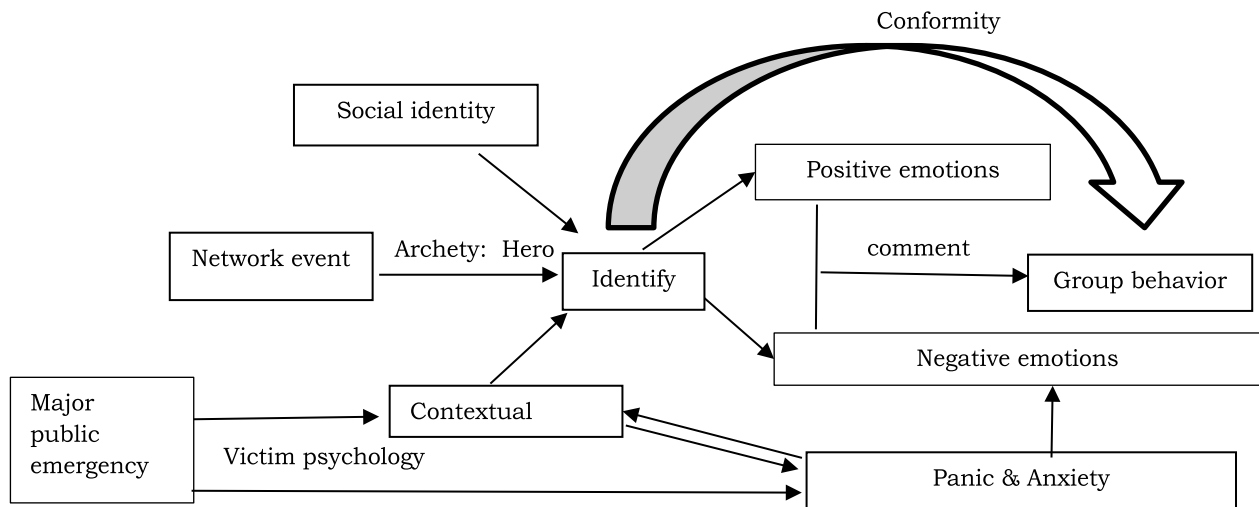 Conformity
Social identity
Positive emotions
Network event
Archety:  Hero
Identify
comment
Group behavior
Negative emotions
Major
public
emergency
Contextual
Victim psychology
Panic & Anxiety